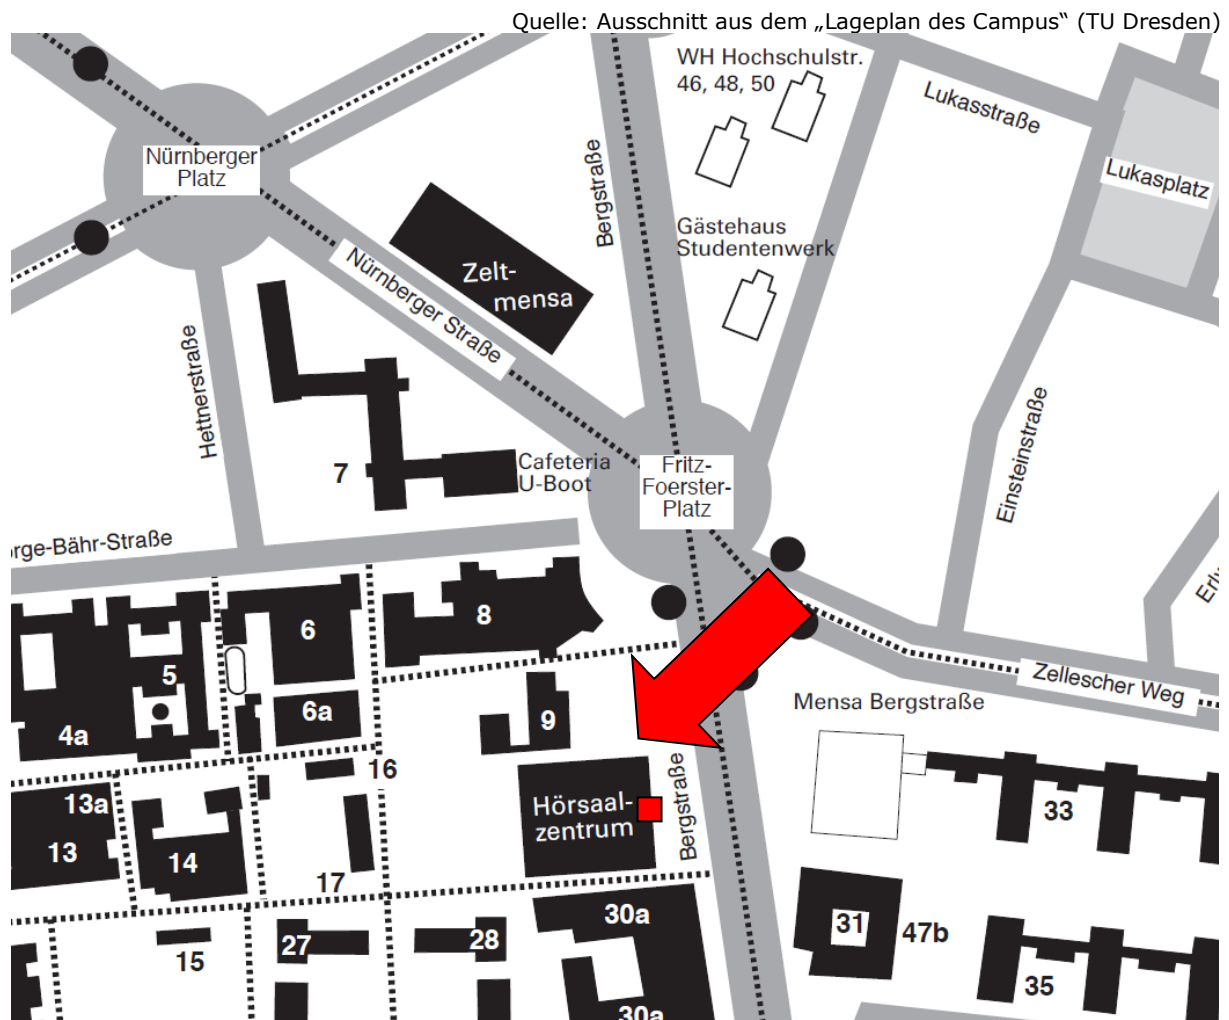 Quelle: Ausschnitt aus dem „Lageplan des Campus“ (TU Dresden)
WH Hochschulstr.
46, 48, 50
Lukasstraße
Nürnberger
Platz
Bergstraße
Lukasplatz
Gästehaus
Studentenwerk
Zelt-
mensa
Nürnberger Straße
Hettnerstraße
Einsteinstraße
7
Cafeteria
U-Boot
Fritz-
Foerster-
Platz
orge-Bähr-Straße
8
6
5
6a
4a
9
Zellescher Weg
Mensa Bergstraße
16
13a
13
14
17
Hörsaal-
zentrum
Bergstraße
33
15
27
28
30a
31
47b
35
30a